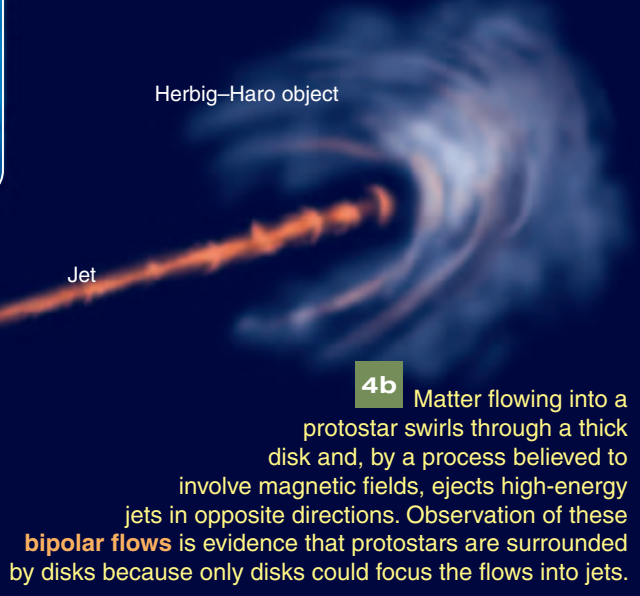 Herbig–Haro object
Jet
4b Matter flowing into a
protostar swirls through a thick
disk and, by a process believed to
involve magnetic fields, ejects high-energy
jets in opposite directions. Observation of these
bipolar flows is evidence that protostars are surrounded
by disks because only disks could focus the flows into jets.